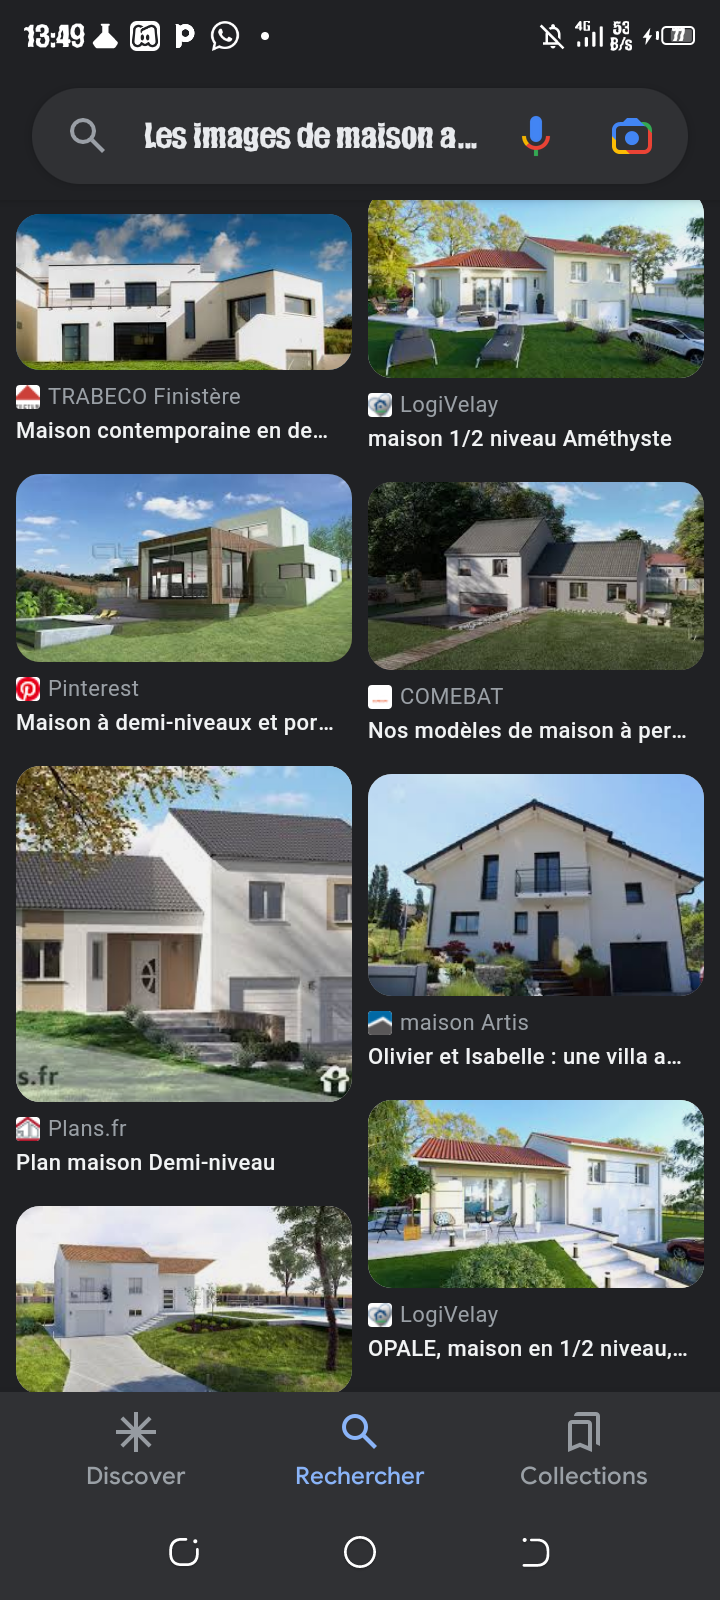 13:49
4G
53
B/s
77
Les images de maison a...
TRABECO Finistère
Maison contemporaine en de...
LogiVelay
maison 1/2 niveau Améthyste
Pinterest
Maison à demi-niveaux et por...
COMEBAT
Nos modèles de maison à per...
s.fr
Plans.fr
Plan maison Demi-niveau
maison Artis
Olivier et Isabelle : une villa a...
LogiVelay
OPALE, maison en 1/2 niveau,...
Discover
Rechercher
Collections